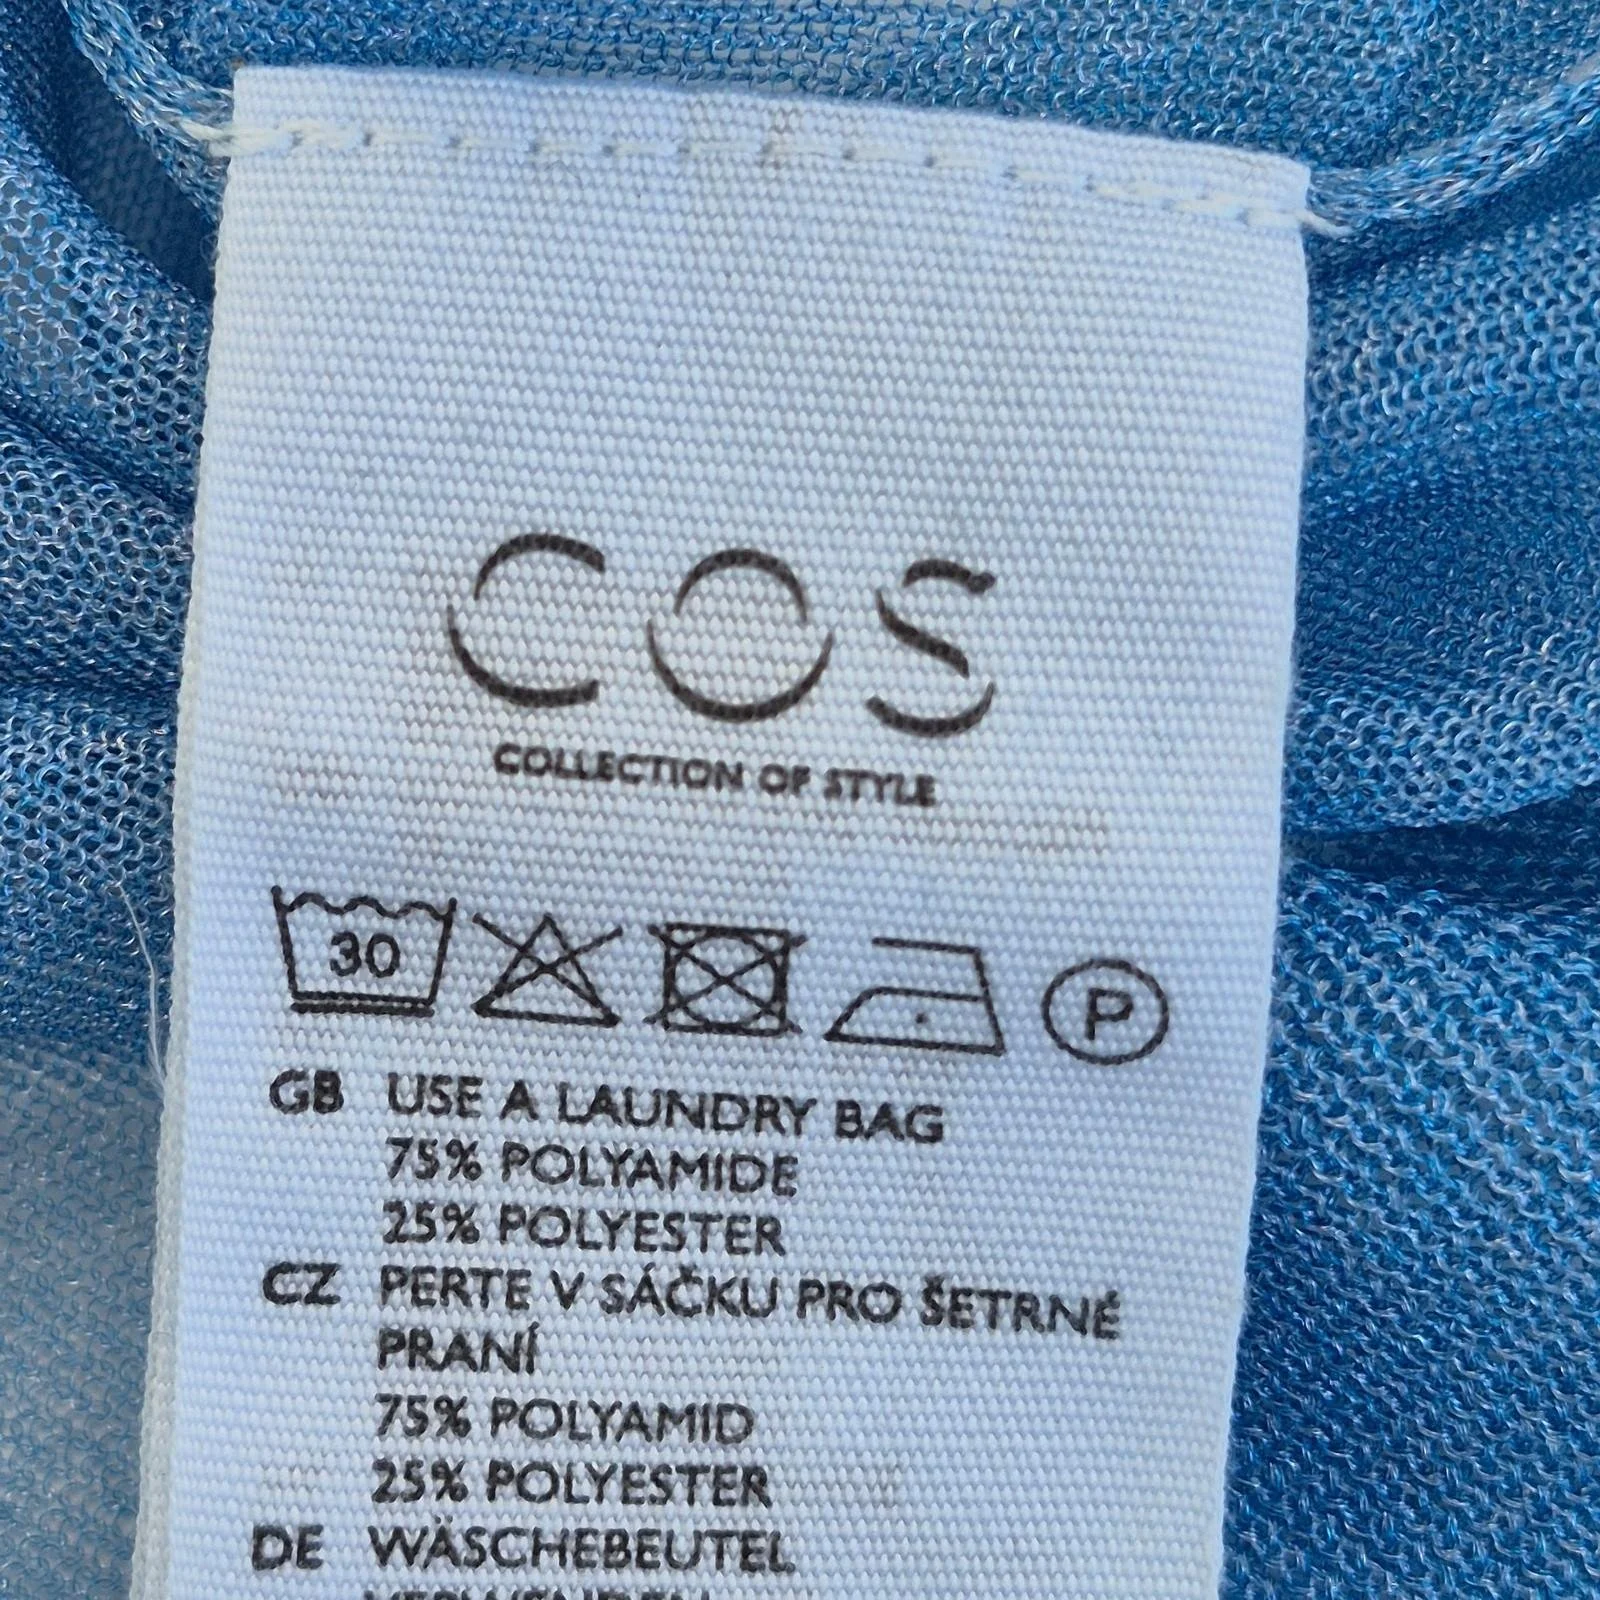 COS
COLLECTION OF STYLE
30
P
GB USE A LAUNDRY BAG
75% POLYAMIDE
25% POLYESTER
CZ PERTE V SÁČKU PRO ŠETRNÉ
PRANÍ
75% POLYAMID
25% POLYESTER
DE WÄSCHEBEUTEL